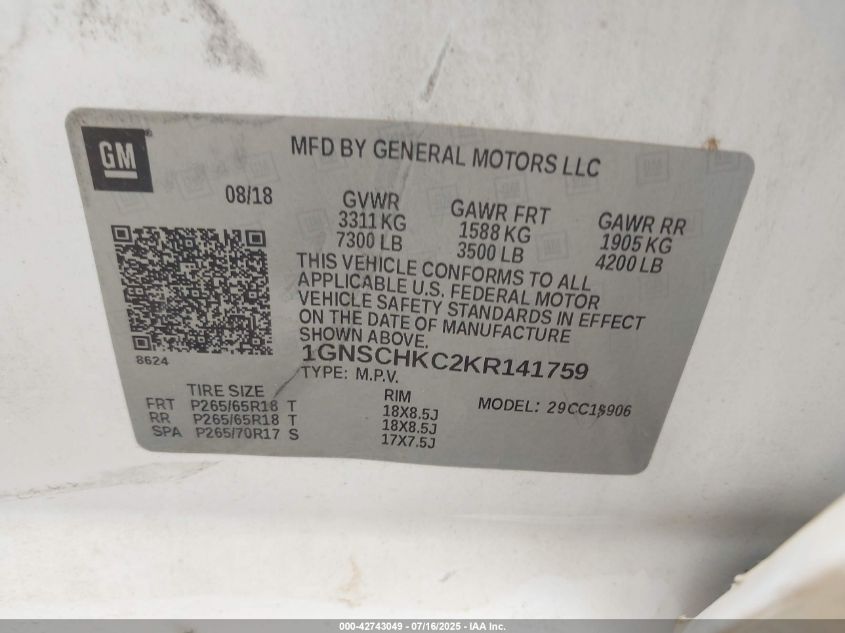 GM
MFD BY GENERAL MOTORS LLC
08/18
GVWR
3311 KG
7300 LB
GAWR FRT
1588 KG
3500 LB
GAWR RR
1905 KG
4200 LB
THIS VEHICLE CONFORMS TO ALL
APPLICABLE U.S. FEDERAL MOTOR
VEHICLE SAFETY STANDARDS IN EFFECT
ON THE DATE OF MANUFACTURE
SHOWN ABOVE.
8624
1GNSCHKC2KR141759
TYPE: M.P.V.
TIRE SIZE
RIM
MODEL: 29CC15906
FRT P265/65R18 T 18X8.5J
RR P265/65R18 T 18X8.5J
SPA P265/70R17 S 17X7.5J
000-42743049 - 07/16/2025 - IAA Inc.